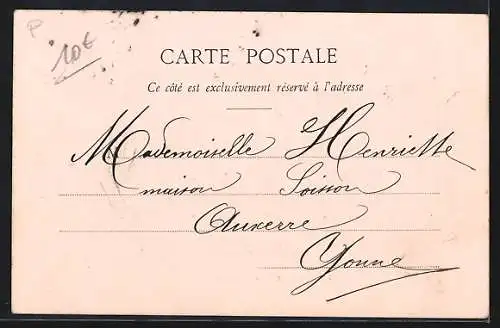 P
10€
CARTE POSTALE
Ce côté est exclusivement réservé à l'adresse
Mademoiselle Henriette
maison Soisson
Auxerre
Yonne